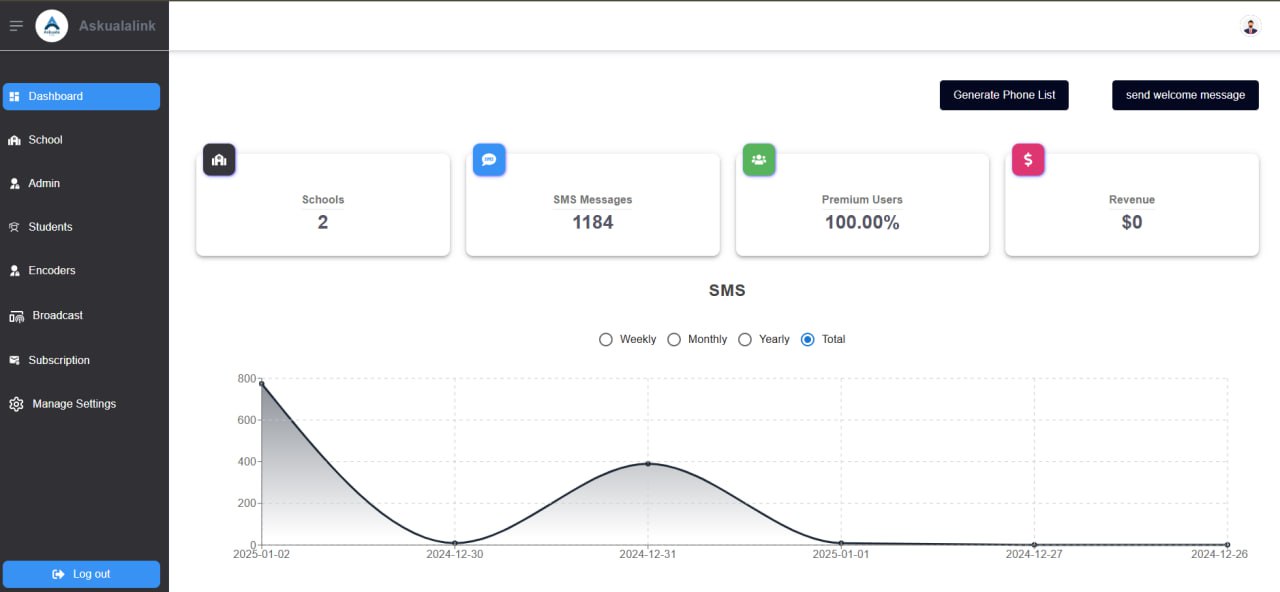 Askualalink
Generate Phone List
send welcome message
Dashboard
School
Admin
Students
Encoders
Broadcast
Subscription
Manage Settings
Log out
Schools
2
SMS Messages
1184
Premium Users
100.00%
Revenue
$0
SMS
Weekly Monthly Yearly Total
800
600
400
200
0
2025-01-02 2024-12-30 2024-12-31 2025-01-01 2024-12-27 2024-12-26